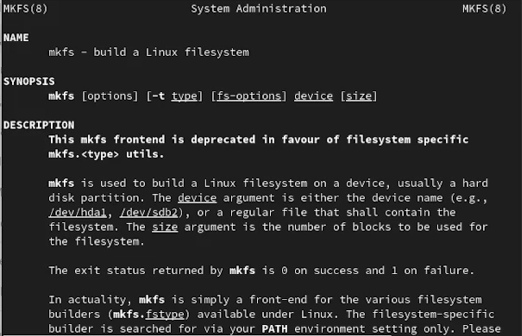 MKFS(8) System Administration MKFS(8)
NAME
mkfs - build a Linux filesystem
SYNOPSIS
mkfs [options] [-t type] [fs-options] device [size]
DESCRIPTION
This mkfs frontend is deprecated in favour of filesystem specific
mkfs.<type> utils.
mkfs is used to build a Linux filesystem on a device, usually a hard
disk partition. The device argument is either the device name (e.g.,
/dev/hda1, /dev/sdb2), or a regular file that shall contain the
filesystem. The size argument is the number of blocks to be used for
the filesystem.
The exit status returned by mkfs is 0 on success and 1 on failure.
In actuality, mkfs is simply a front-end for the various filesystem
builders (mkfs.fstype) available under Linux. The filesystem-specific
builder is searched for via your PATH environment setting only. Please